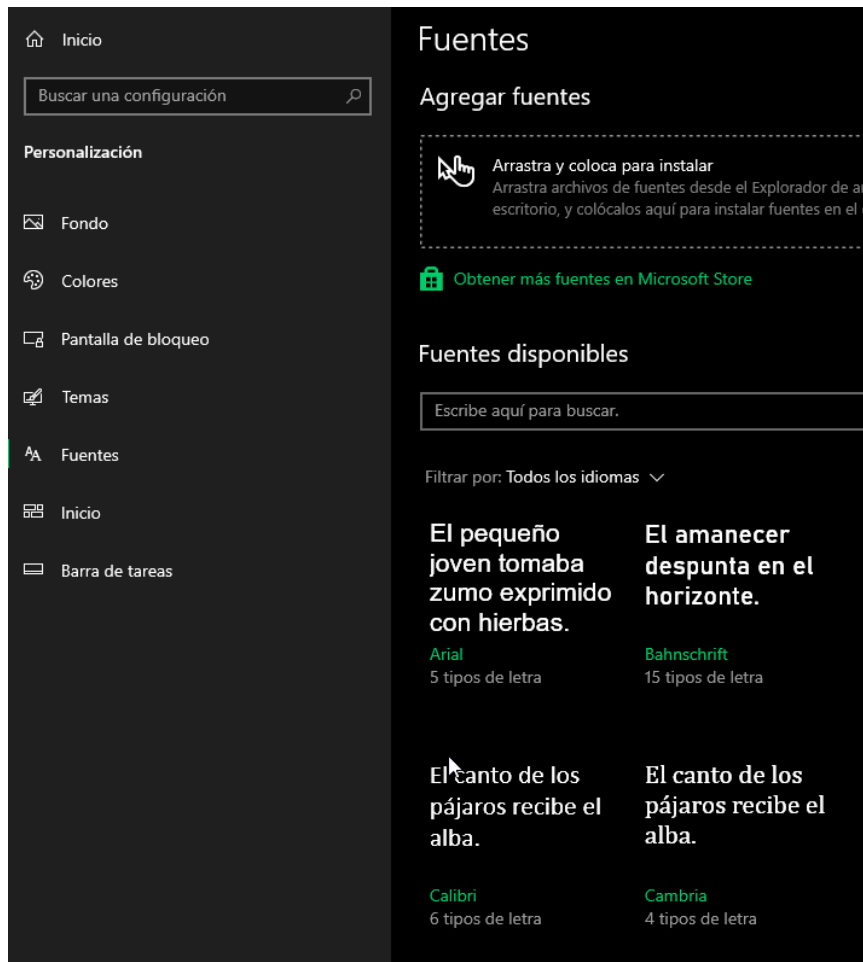 Inicio
Buscar una configuración
Personalización
Fondo
Colores
Pantalla de bloqueo
Temas
Fuentes
Inicio
Barra de tareas
Fuentes
Agregar fuentes
Arrastra y coloca para instalar
Arrastra archivos de fuentes desde el Explorador de
escritorio, y colócalos aquí para instalar fuentes en el
Obtener más fuentes en Microsoft Store
Fuentes disponibles
Escribe aquí para buscar.
Filtrar por: Todos los idiomas
El pequeño
joven tomaba
zumo exprimido
con hierbas.
Arial
5 tipos de letra
El amanecer
despunta en el
horizonte.
Bahnschrift
15 tipos de letra
El canto de los
pájaros recibe el
alba.
Calibri
6 tipos de letra
El canto de los
pájaros recibe el
alba.
Cambria
4 tipos de letra